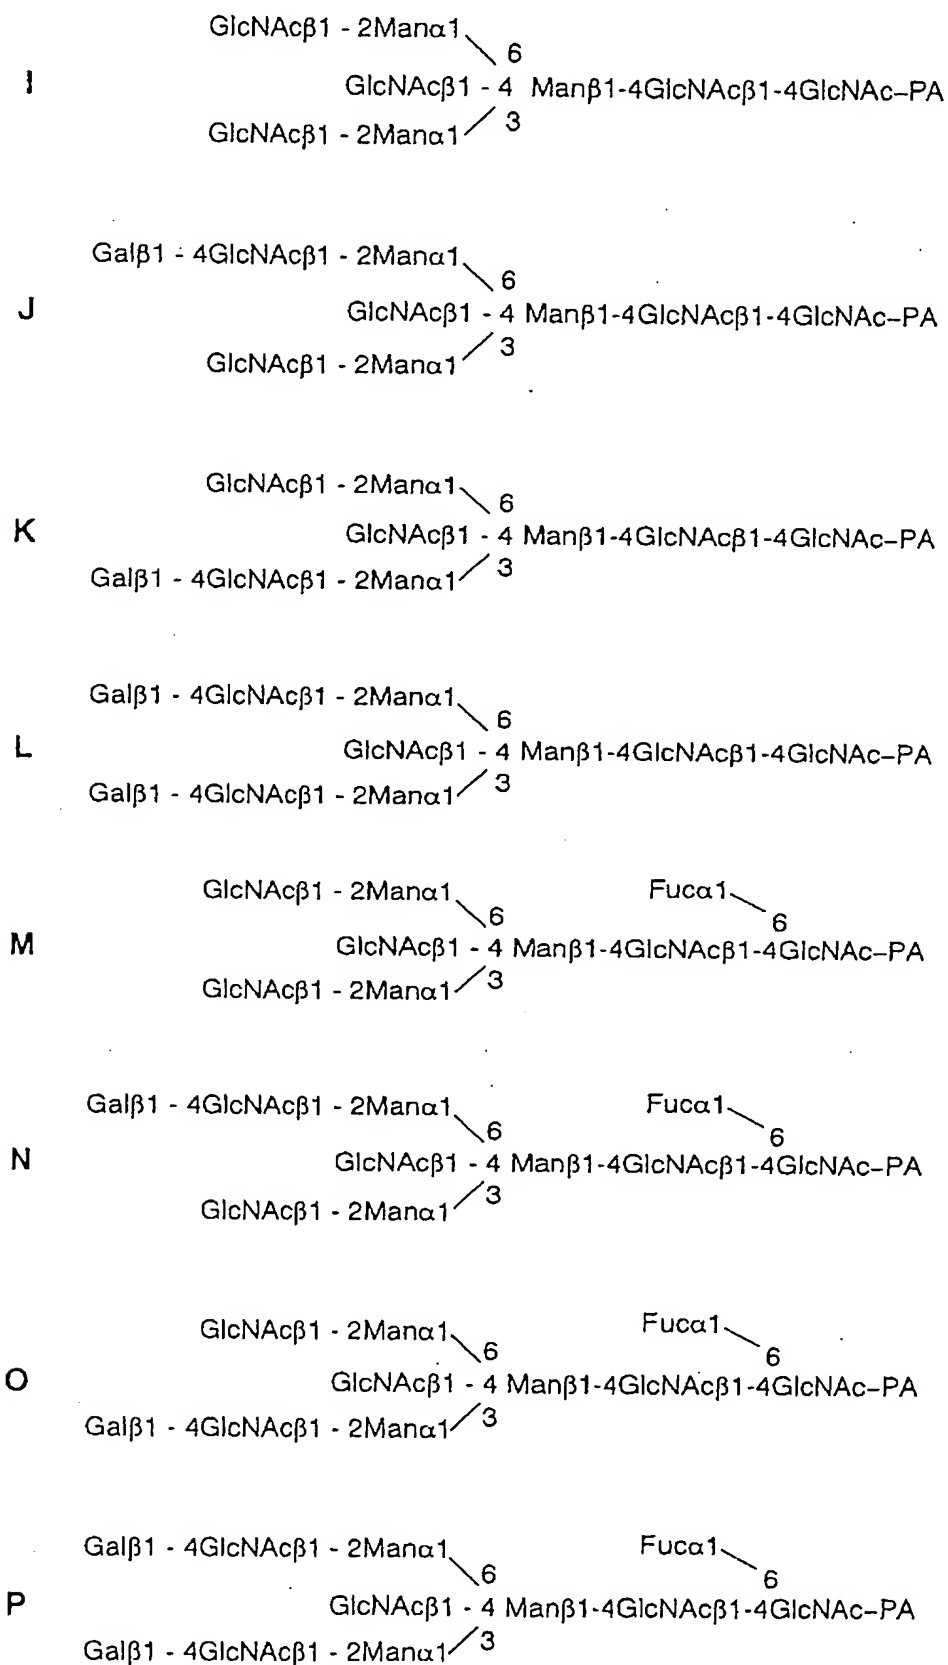 GlcNAcβ1 - 2Manα1
6
I
GlcNAcβ1 - 4 Manβ1-4GlcNAcβ1-4GlcNAc–PA
3
GlcNAcβ1 - 2Manα1
Galβ1 - 4GlcNAcβ1 - 2Manα1
6
J
GlcNAcβ1 - 4 Manβ1-4GlcNAcβ1-4GlcNAc–PA
3
GlcNAcβ1 - 2Manα1
GlcNAcβ1 - 2Manα1
6
K
GlcNAcβ1 - 4 Manβ1-4GlcNAcβ1-4GlcNAc–PA
3
Galβ1 - 4GlcNAcβ1 - 2Manα1
Galβ1 - 4GlcNAcβ1 - 2Manα1
6
L
GlcNAcβ1 - 4 Manβ1-4GlcNAcβ1-4GlcNAc–PA
3
Galβ1 - 4GlcNAcβ1 - 2Manα1
GlcNAcβ1 - 2Manα1 Fucα1
6 6
M
GlcNAcβ1 - 4 Manβ1-4GlcNAcβ1-4GlcNAc–PA
3
GlcNAcβ1 - 2Manα1
Galβ1 - 4GlcNAcβ1 - 2Manα1 Fucα1
6 6
N
GlcNAcβ1 - 4 Manβ1-4GlcNAcβ1-4GlcNAc–PA
3
GlcNAcβ1 - 2Manα1
GlcNAcβ1 - 2Manα1 Fucα1
6 6
O
GlcNAcβ1 - 4 Manβ1-4GlcNAcβ1-4GlcNAc–PA
3
Galβ1 - 4GlcNAcβ1 - 2Manα1
Galβ1 - 4GlcNAcβ1 - 2Manα1 Fucα1
6 6
P
GlcNAcβ1 - 4 Manβ1-4GlcNAcβ1-4GlcNAc–PA
3
Galβ1 - 4GlcNAcβ1 - 2Manα1